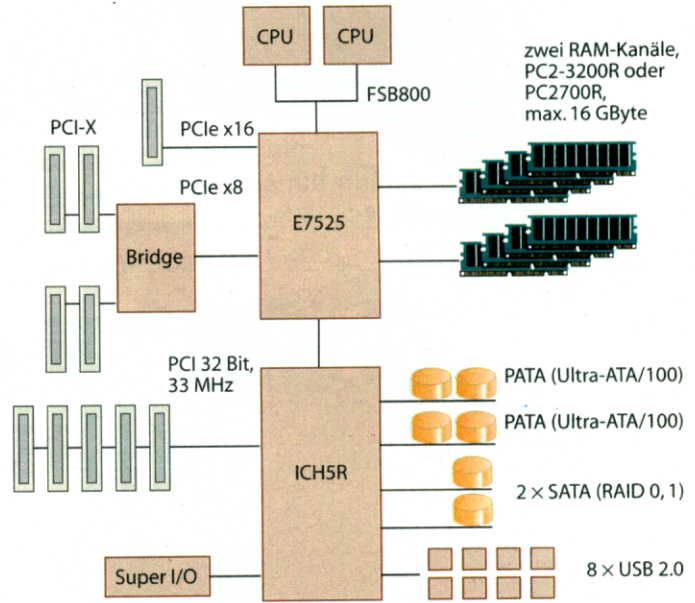 CPU
CPU
zwei RAM-Kanäle,
PC2-3200R oder
PC2700R,
max. 16 GByte
FSB800
PCI-X
PCIe x16
PCIe x8
E7525
Bridge
PCI 32 Bit,
33 MHz
PATA (Ultra-ATA/100)
PATA (Ultra-ATA/100)
ICH5R
2 × SATA (RAID 0, 1)
Super I/O
8 × USB 2.0